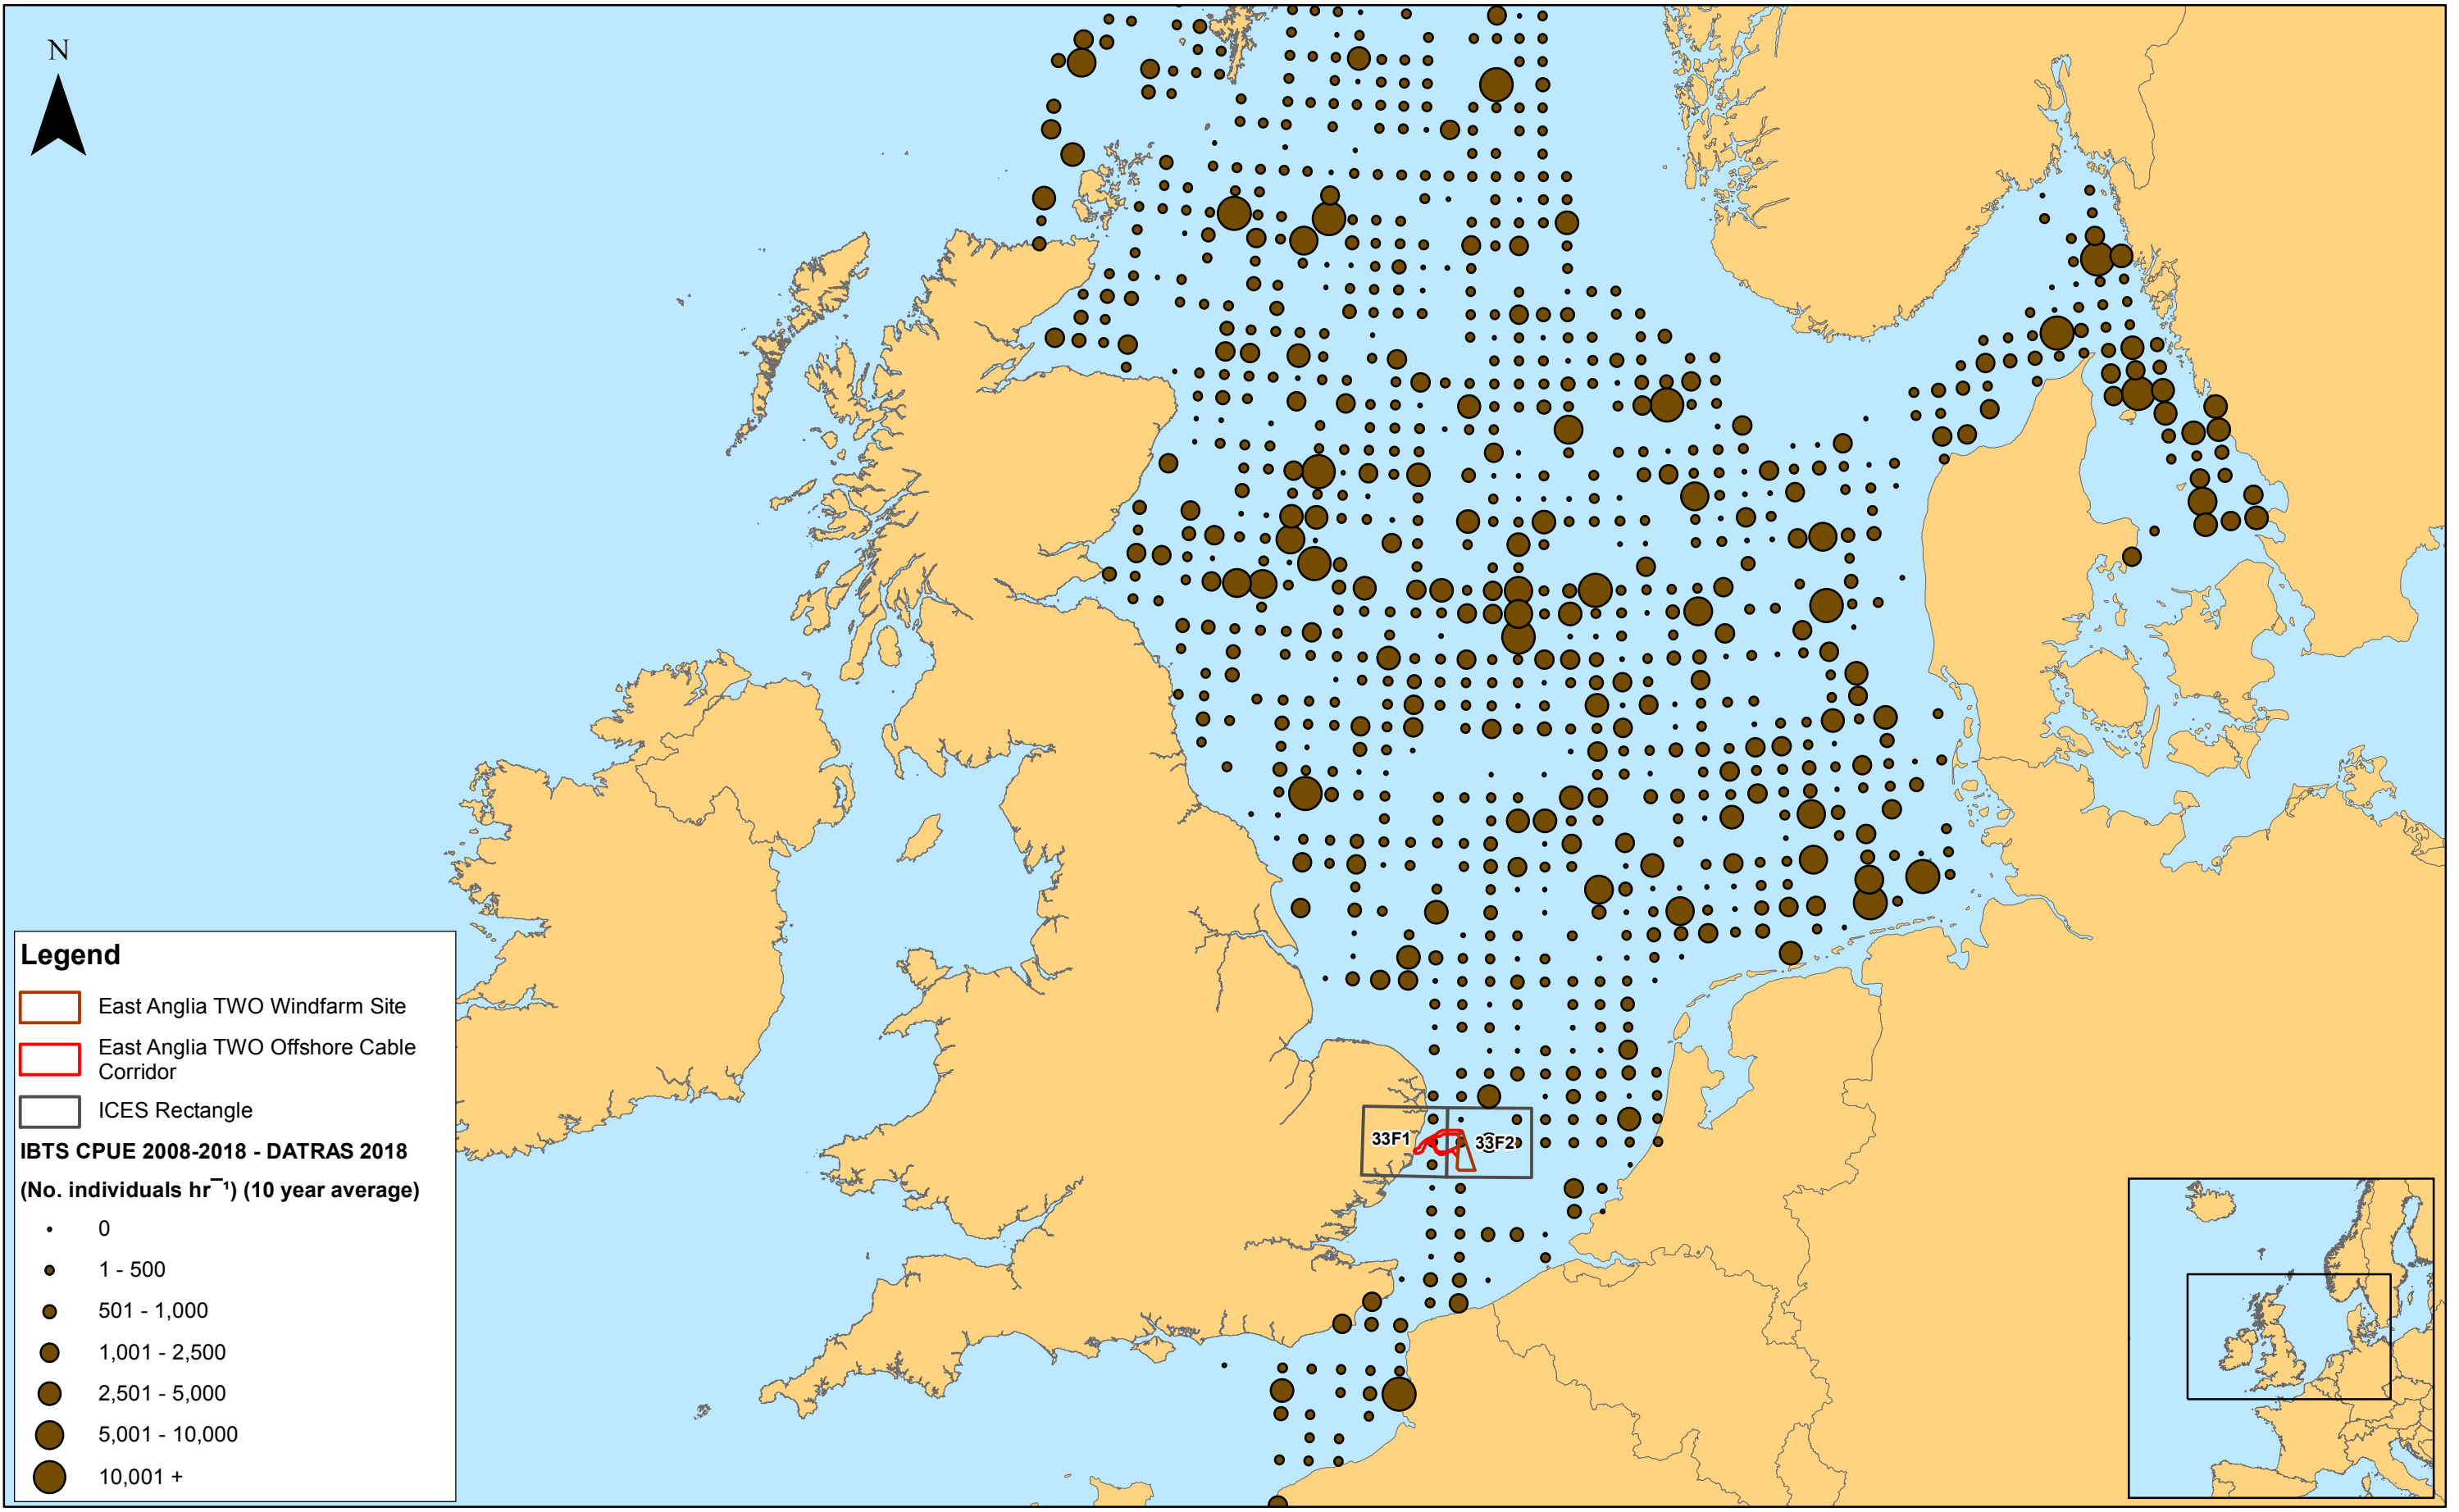 N
Legend
East Anglia TWO Windfarm Site
East Anglia TWO Offshore Cable
Corridor
ICES Rectangle
IBTS CPUE 2008-2018 - DATRAS 2018
(No. individuals hr¯¹) (10 year average)
0
1 - 500
501 - 1,000
1,001 - 2,500
2,501 - 5,000
5,001 - 10,000
10,001 +
33F1
33F2